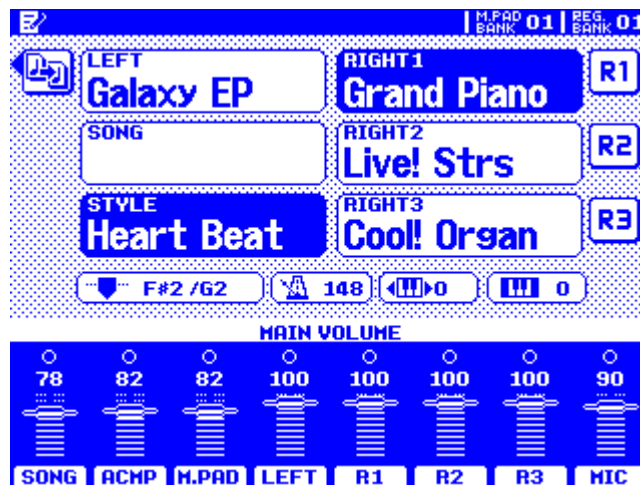 M.PAD BANK 01 REG. BANK 01
LEFT
Galaxy EP
RIGHT1
Grand Piano
R1
SONG
RIGHT2
Live! Strs
R2
STYLE
Heart Beat
RIGHT3
Cool! Organ
R3
F#2 /G2 148 0 0
MAIN VOLUME
78 82 82 100 100 100 100 90
SONG ACMP M.PAD LEFT R1 R2 R3 MIC